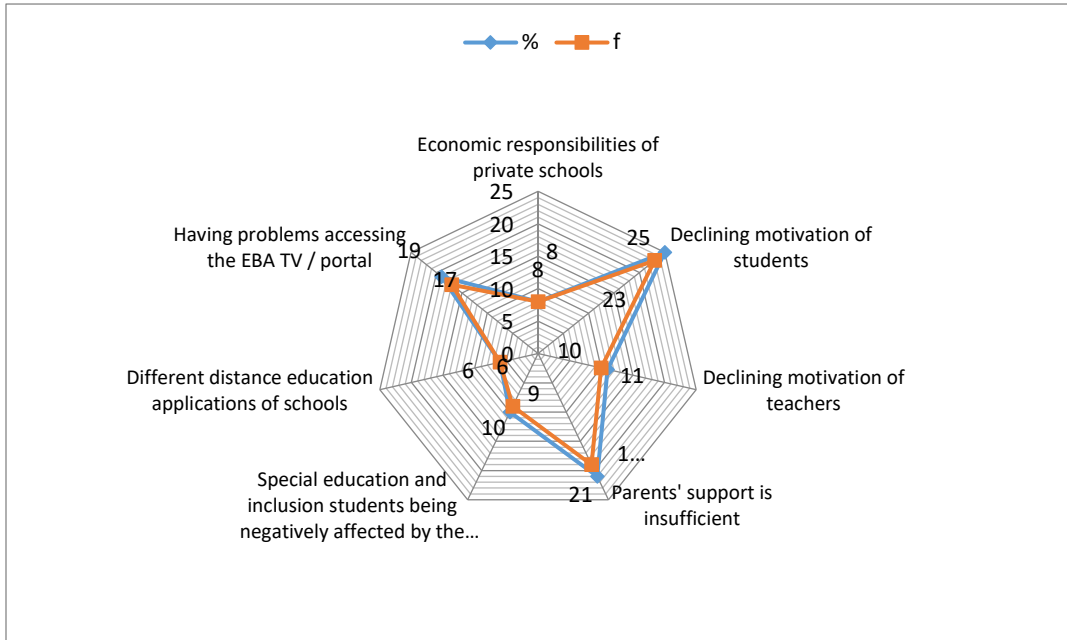 % f
Economic responsibilities of
private schools
25
20
15
10
5
0
8
8
25
23
Declining motivation of
students
10
11
Declining motivation of
teachers
1...
21
Parents' support is
insufficient
9
10
Special education and
inclusion students being
negatively affected by the...
6
6
Different distance education
applications of schools
19
17
Having problems accessing
the EBA TV / portal